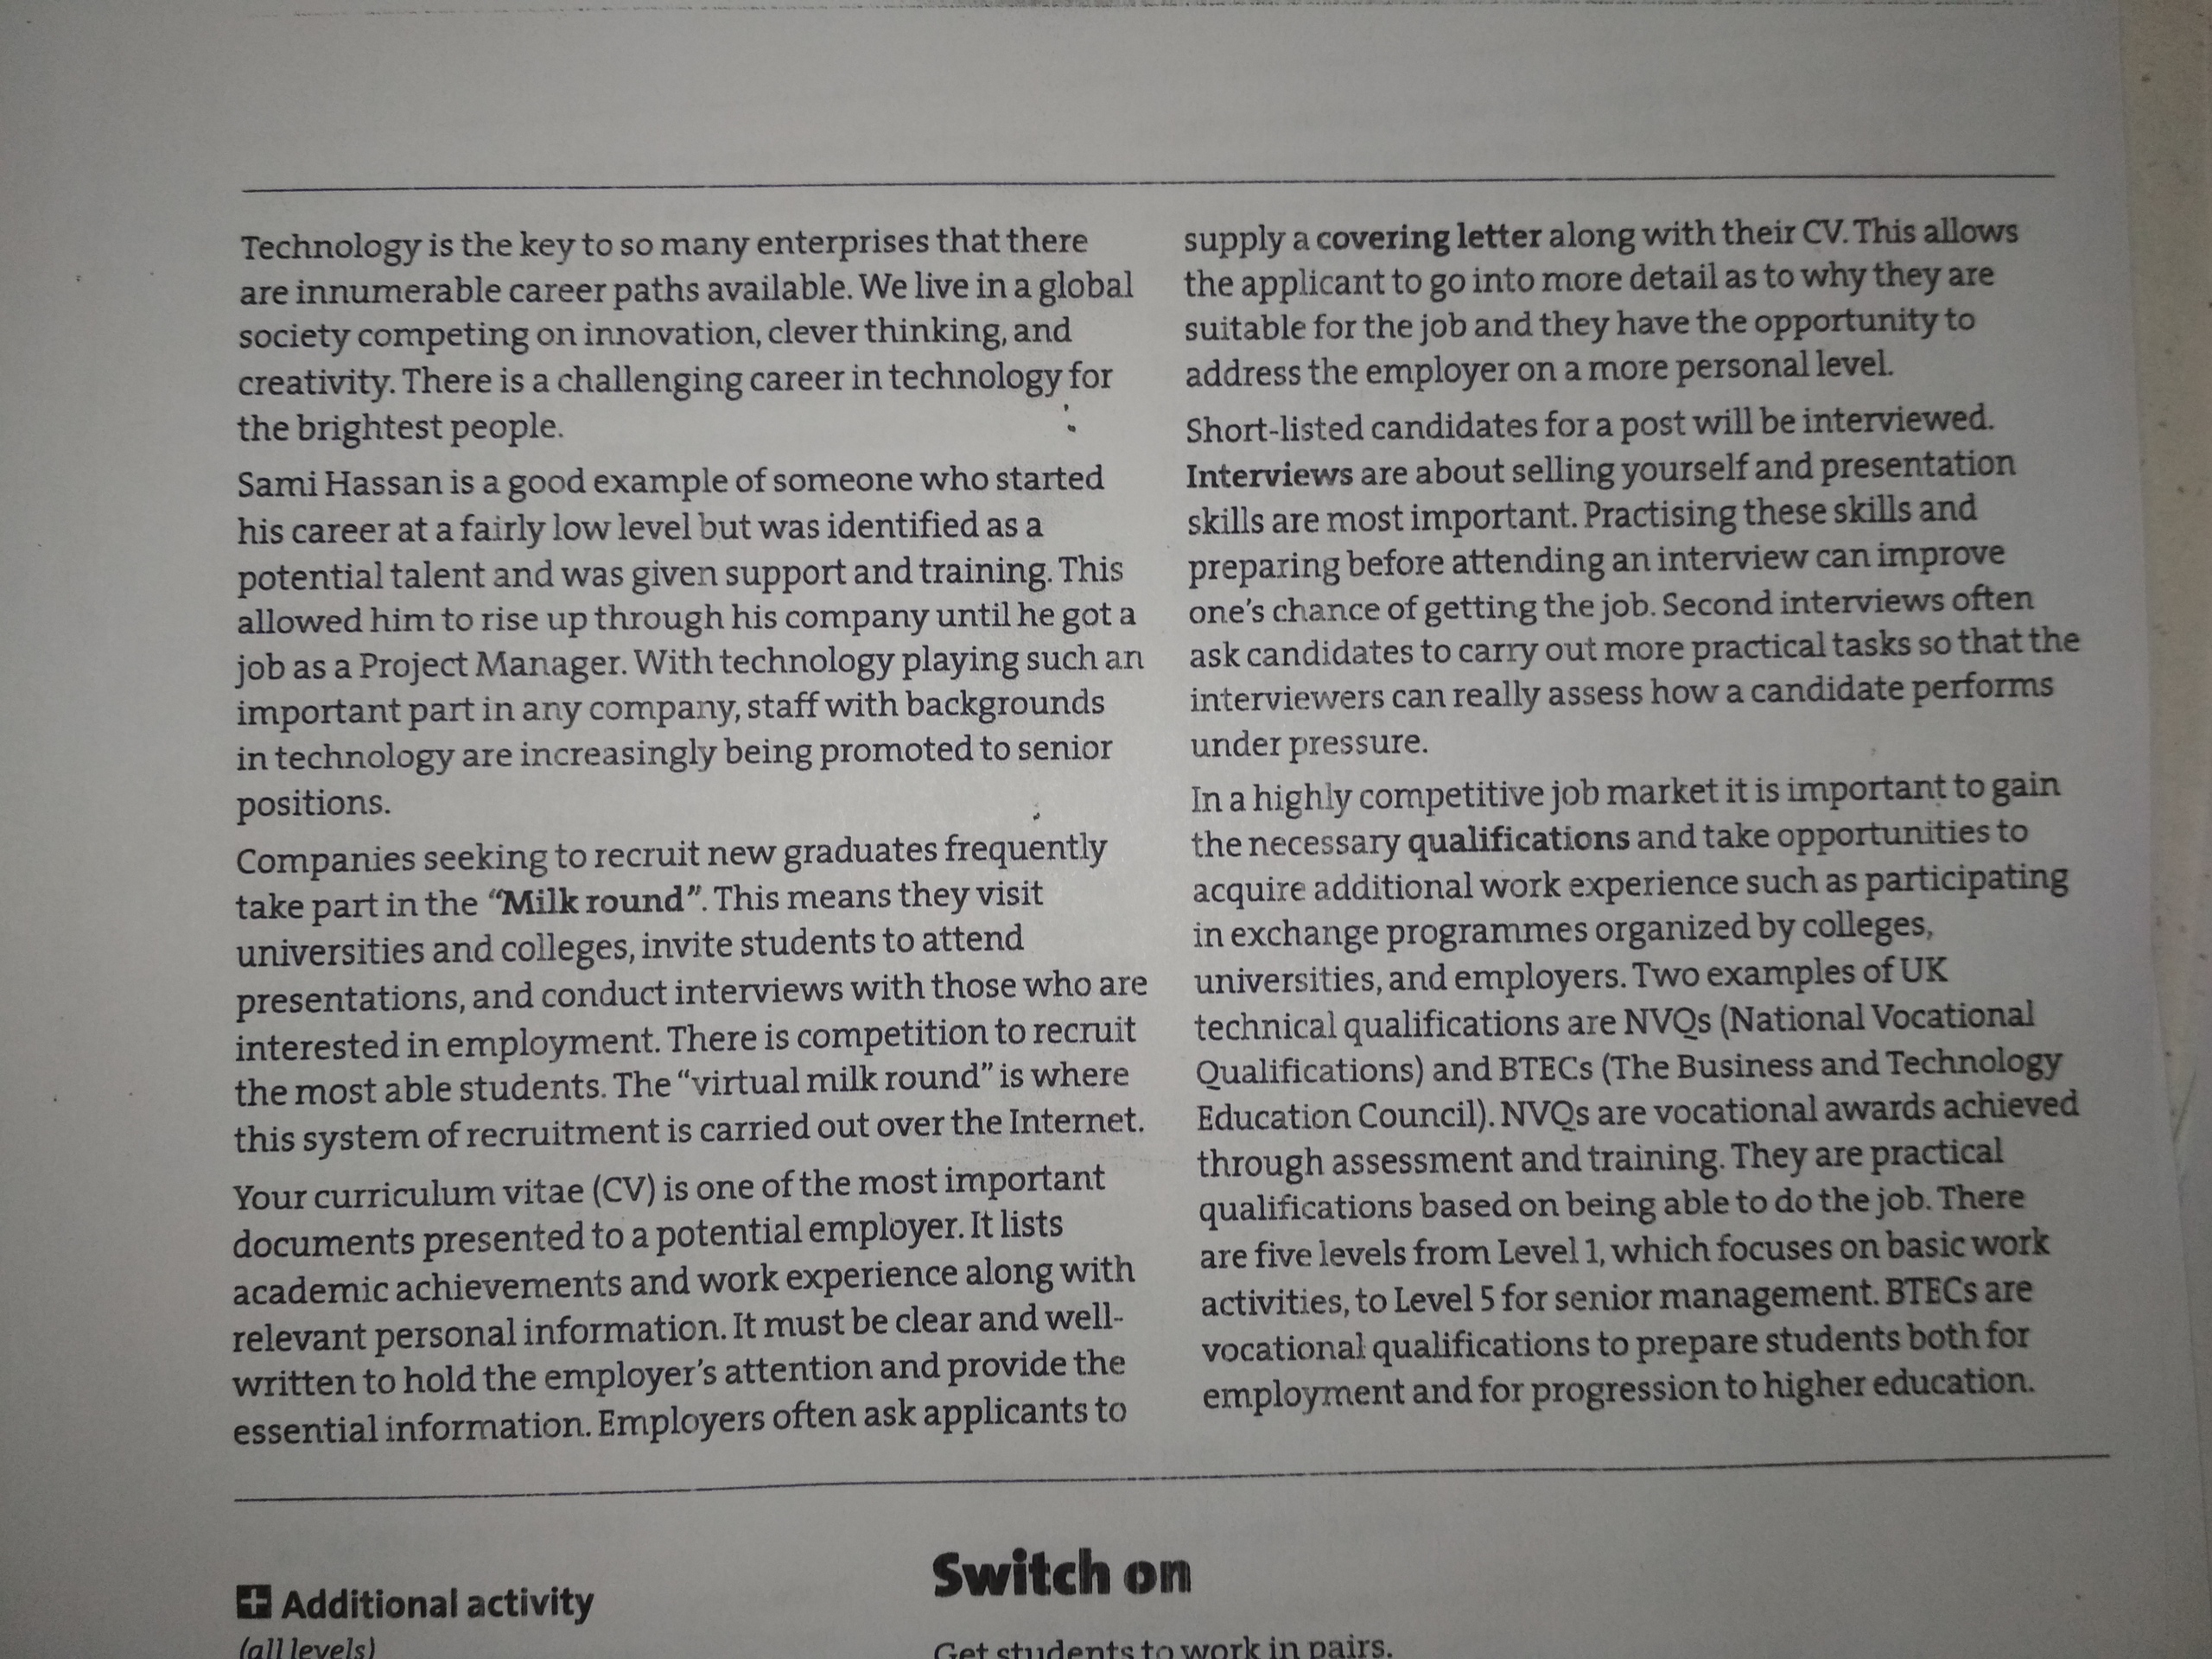 Technology is the key to so many enterprises that there
are innumerable career paths available. We live in a global
society competing on innovation, clever thinking, and
creativity. There is a challenging career in technology for
the brightest people.
Sami Hassan is a good example of someone who started
his career at a fairly low level but was identified as a
potential talent and was given support and training. This
allowed him to rise up through his company until he got a
job as a Project Manager. With technology playing such an
important part in any company, staff with backgrounds
in technology are increasingly being promoted to senior
positions.
Companies seeking to recruit new graduates frequently
take part in the “Milk round”. This means they visit
universities and colleges, invite students to attend
presentations, and conduct interviews with those who are
interested in employment. There is competition to recruit
the most able students. The “virtual milk round” is where
this system of recruitment is carried out over the Internet.
Your curriculum vitae (CV) is one of the most important
documents presented to a potential employer. It lists
academic achievements and work experience along with
relevant personal information. It must be clear and well-
written to hold the employer's attention and provide the
essential information. Employers often ask applicants to
supply a covering letter along with their CV. This allows
the applicant to go into more detail as to why they are
suitable for the job and they have the opportunity to
address the employer on a more personal level.
Short-listed candidates for a post will be interviewed.
Interviews are about selling yourself and presentation
skills are most important. Practising these skills and
preparing before attending an interview can improve
one's chance of getting the job. Second interviews often
ask candidates to carry out more practical tasks so that the
interviewers can really assess how a candidate performs
under pressure.
In a highly competitive job market it is important to gain
the necessary qualifications and take opportunities to
acquire additional work experience such as participating
in exchange programmes organized by colleges,
universities, and employers. Two examples of UK
technical qualifications are NVQs (National Vocational
Qualifications) and BTECs (The Business and Technology
Education Council). NVQs are vocational awards achieved
through assessment and training. They are practical
qualifications based on being able to do the job. There
are five levels from Level 1, which focuses on basic work
activities, to Level 5 for senior management. BTECs are
vocational qualifications to prepare students both for
employment and for progression to higher education.
Additional activity
(all levels)
Switch on
Get students to work in pairs.